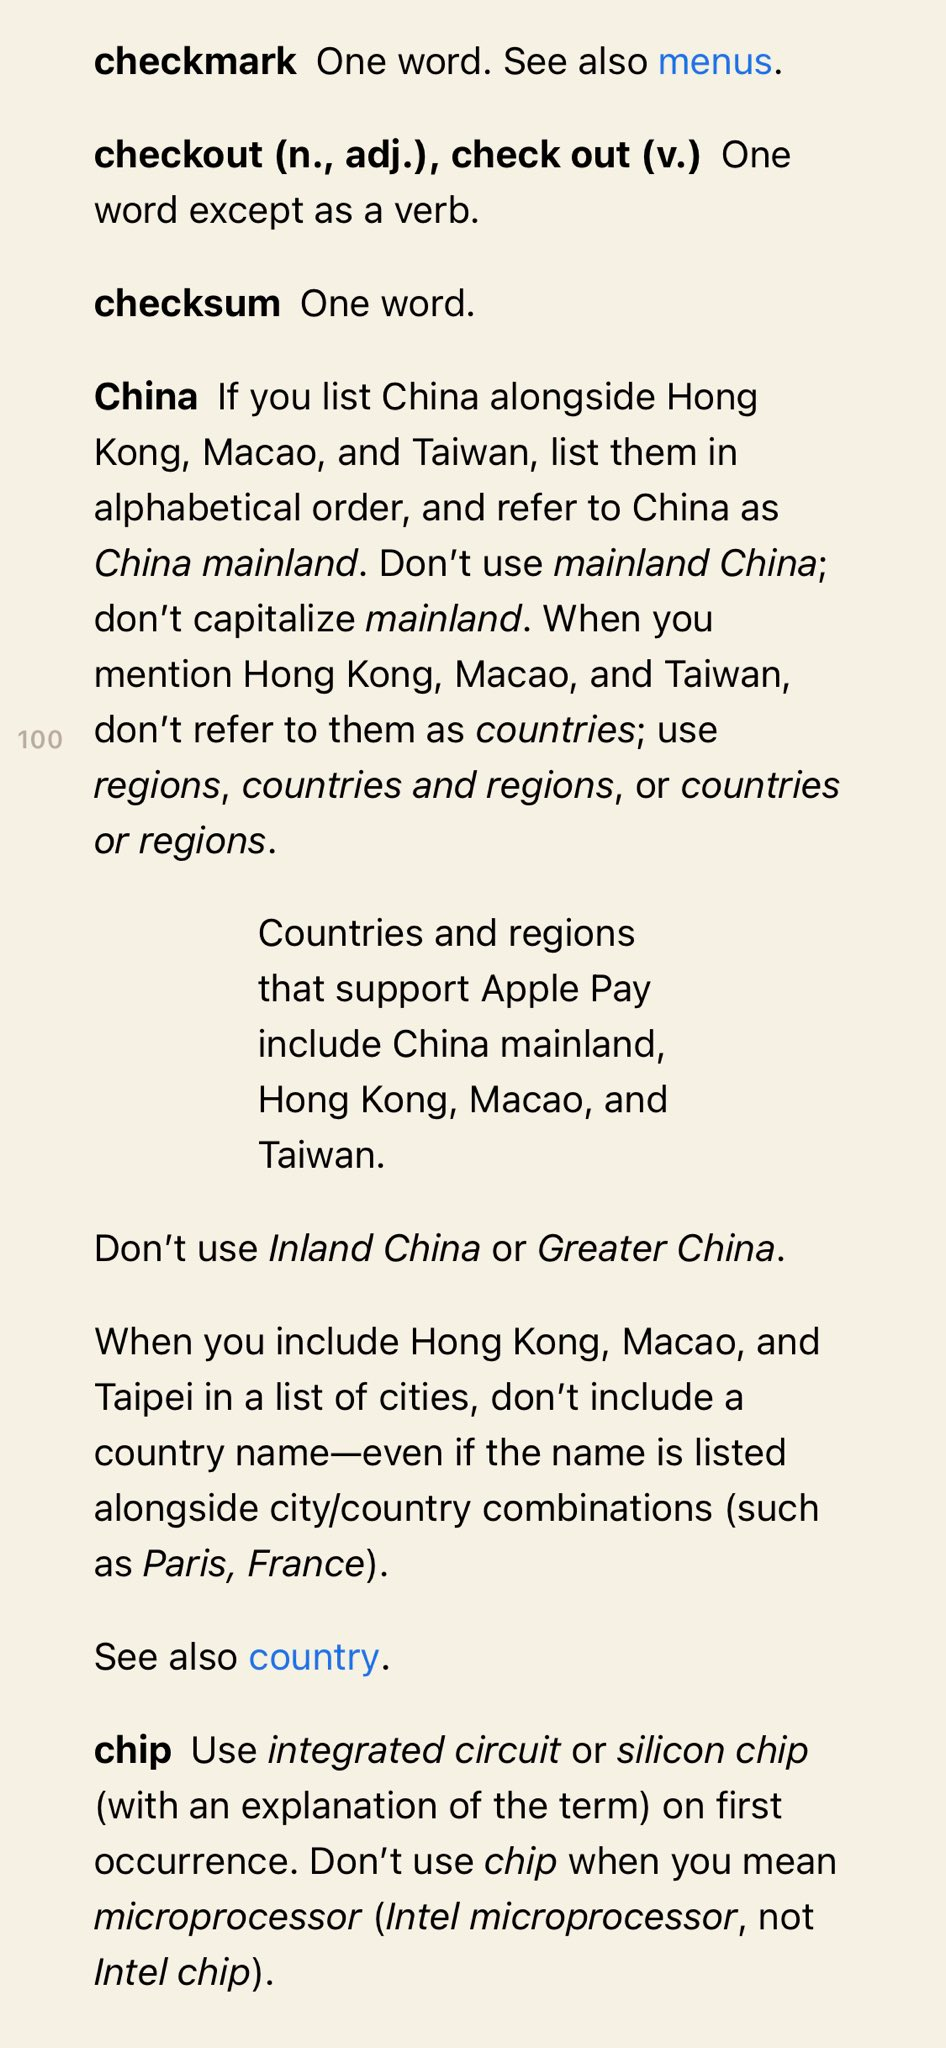 checkmark One word. See also menus.
checkout (n., adj.), check out (v.) One
word except as a verb.
checksum One word.
China If you list China alongside Hong
Kong, Macao, and Taiwan, list them in
alphabetical order, and refer to China as
China mainland. Don’t use mainland China;
don’t capitalize mainland. When you
mention Hong Kong, Macao, and Taiwan,
100
don’t refer to them as countries; use
regions, countries and regions, or countries
or regions.
Countries and regions
that support Apple Pay
include China mainland,
Hong Kong, Macao, and
Taiwan.
Don’t use Inland China or Greater China.
When you include Hong Kong, Macao, and
Taipei in a list of cities, don’t include a
country name—even if the name is listed
alongside city/country combinations (such
as Paris, France).
See also country.
chip Use integrated circuit or silicon chip
(with an explanation of the term) on first
occurrence. Don’t use chip when you mean
microprocessor (Intel microprocessor, not
Intel chip).